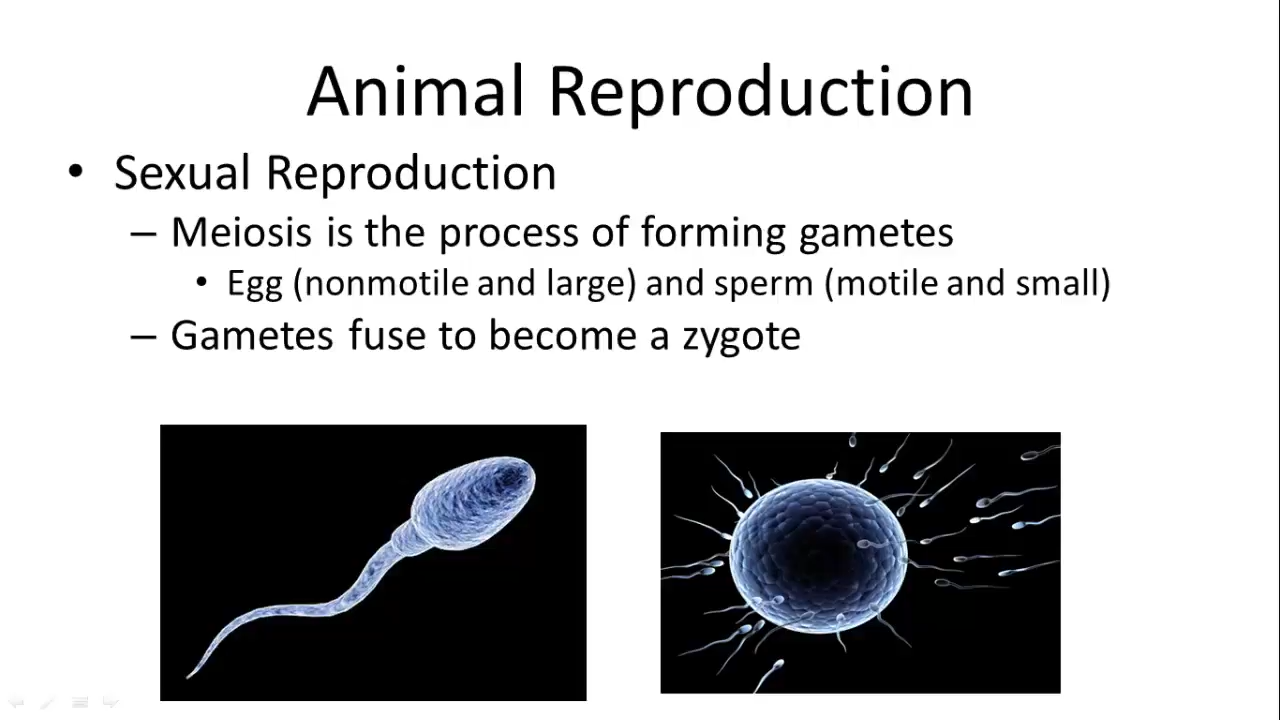 Animal Reproduction
• Sexual Reproduction
– Meiosis is the process of forming gametes
• Egg (nonmotile and large) and sperm (motile and small)
– Gametes fuse to become a zygote